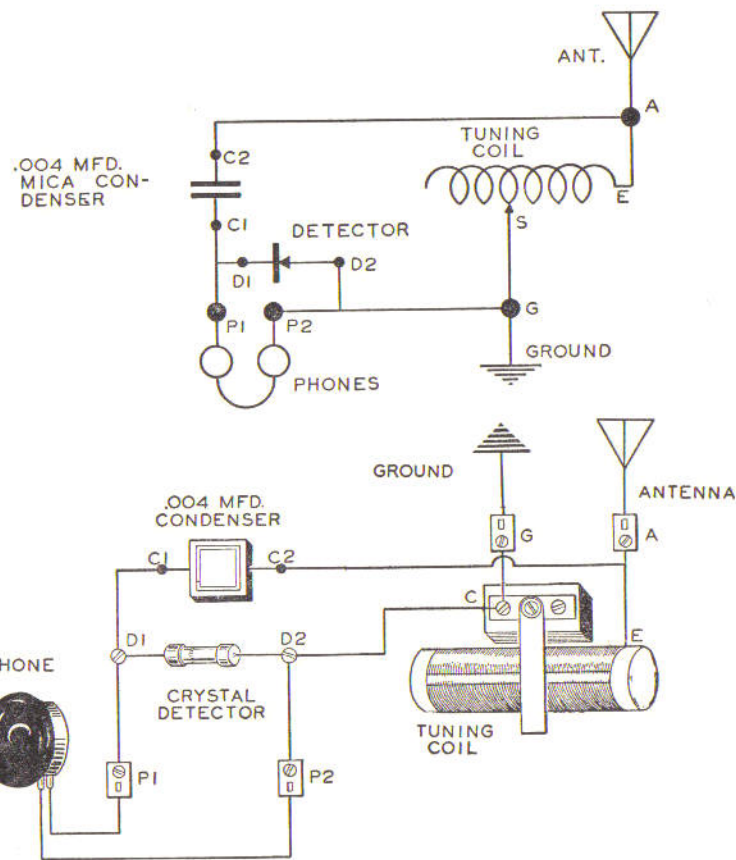 ANT.
A
TUNING
COIL
.004 MFD.
MICA CON-
DENSER
C2
E
C1
S
DETECTOR
D1
D2
P1
P2
G
GROUND
PHONES
GROUND
ANTENNA
.004 MFD.
CONDENSER
G
A
C1
C2
C
D1
D2
E
HONE
CRYSTAL
DETECTOR
TUNING
COIL
P1
P2